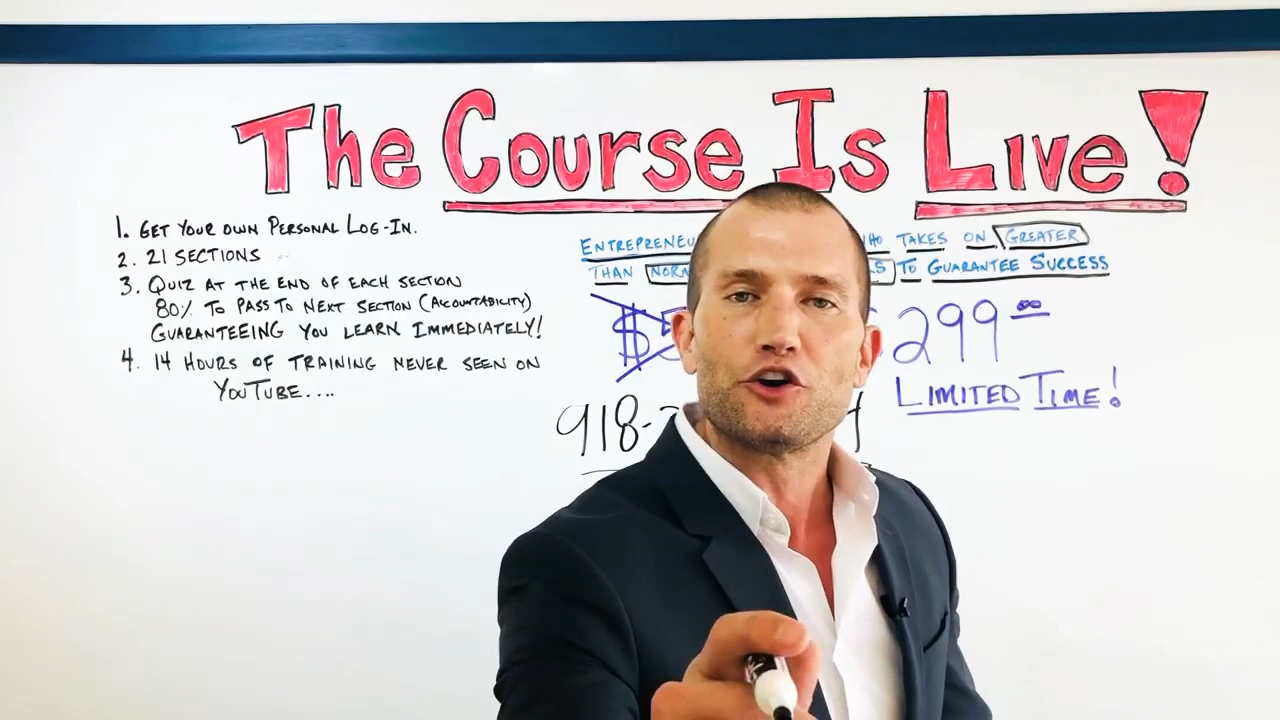 The Course Is Live!
1. Get Your Own Personal Log-In.
2. 21 Sections
3. Quiz at the end of each section
80% to pass to next section (Accountability)
Guaranteeing you learn immediately!
4. 14 hours of training never seen on
YouTube....
takes on greater
than to guarantee success
$ 299.00
Limited Time!
918-